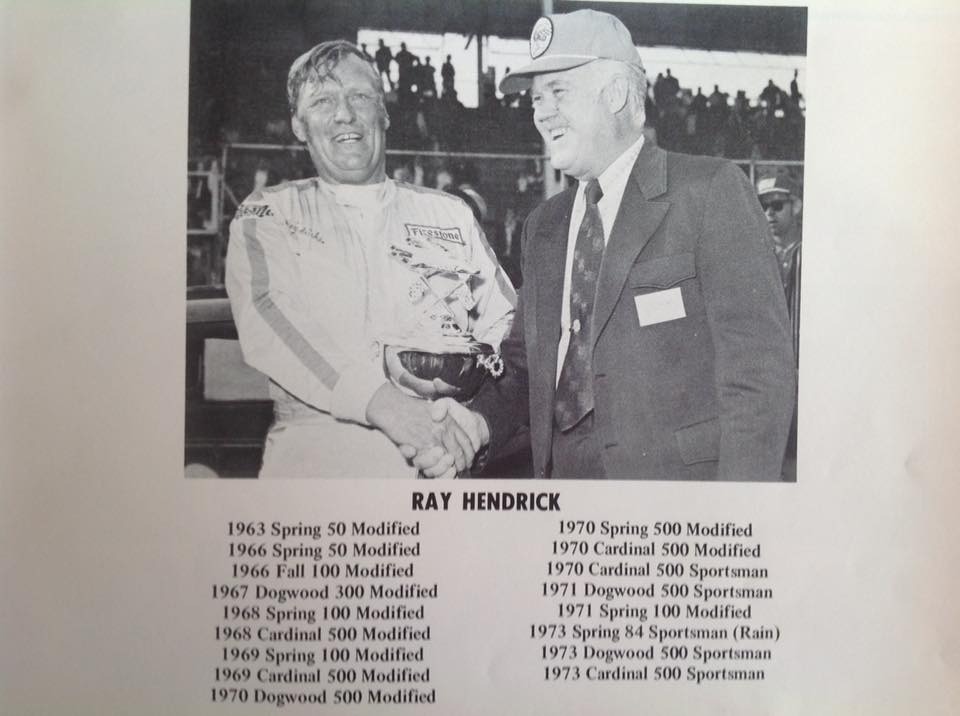 Firestone
RAY HENDRICK
1963 Spring 50 Modified
1966 Spring 50 Modified
1966 Fall 100 Modified
1967 Dogwood 300 Modified
1968 Spring 100 Modified
1968 Cardinal 500 Modified
1969 Spring 100 Modified
1969 Cardinal 500 Modified
1970 Dogwood 500 Modified
1970 Spring 500 Modified
1970 Cardinal 500 Modified
1970 Cardinal 500 Sportsman
1971 Dogwood 500 Sportsman
1971 Spring 100 Modified
1973 Spring 84 Sportsman (Rain)
1973 Dogwood 500 Sportsman
1973 Cardinal 500 Sportsman